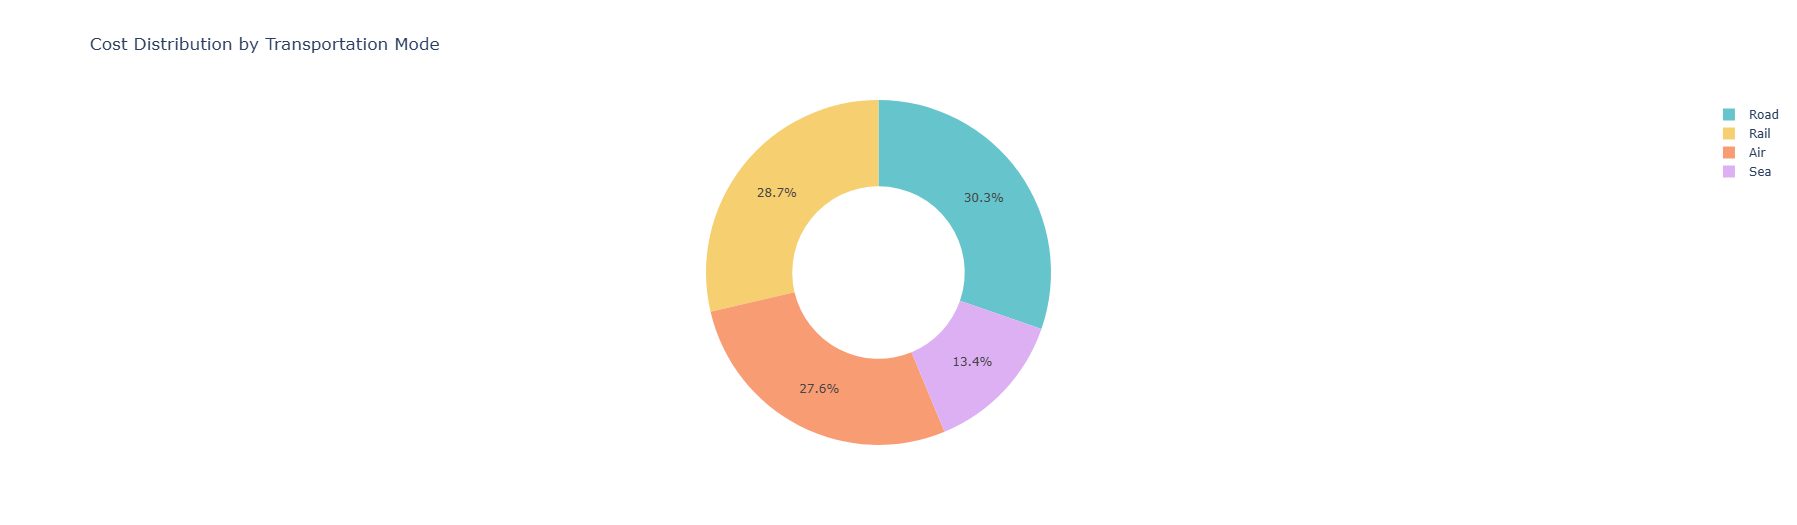 Cost Distribution by Transportation Mode
Road
Rail
Air
Sea
28.7%
30.3%
13.4%
27.6%